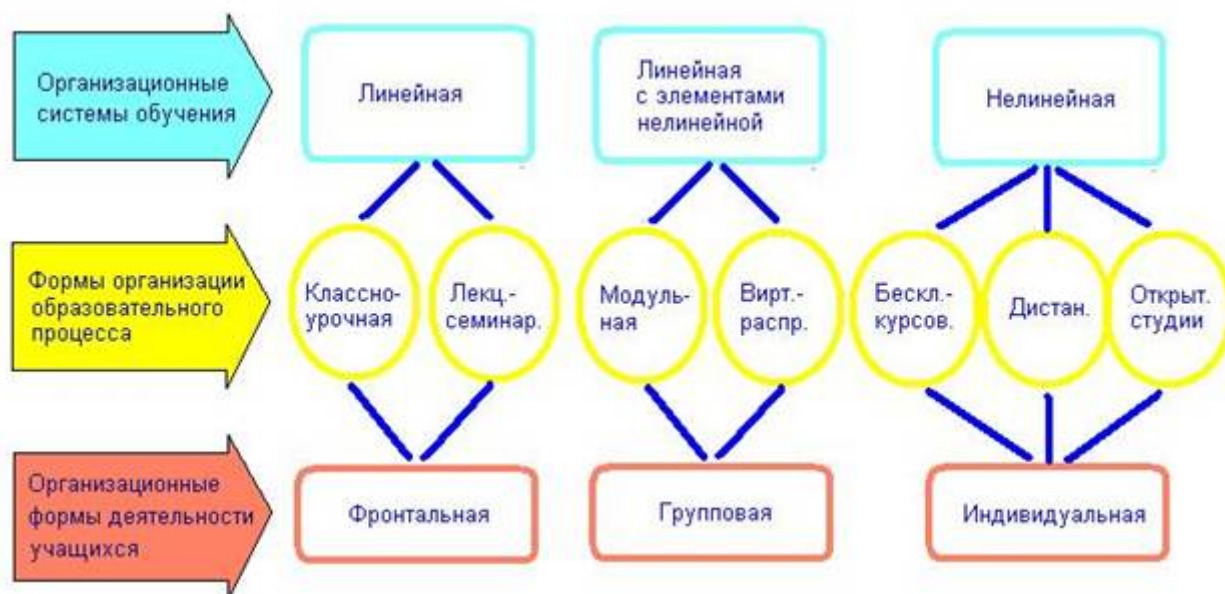 Организационные
системы обучения
Линейная
Линейная
с элементами
нелинейной
Нелинейная
Формы организации
образовательного
процесса
Классно-
урочная
Лекц.-
семинар.
Модуль-
ная
Вирт.-
распр.
Бескл.-
курсов.
Дистан.
Открыт.
студии
Организационные
формы деятельности
учащихся
Фронтальная
Групповая
Индивидуальная